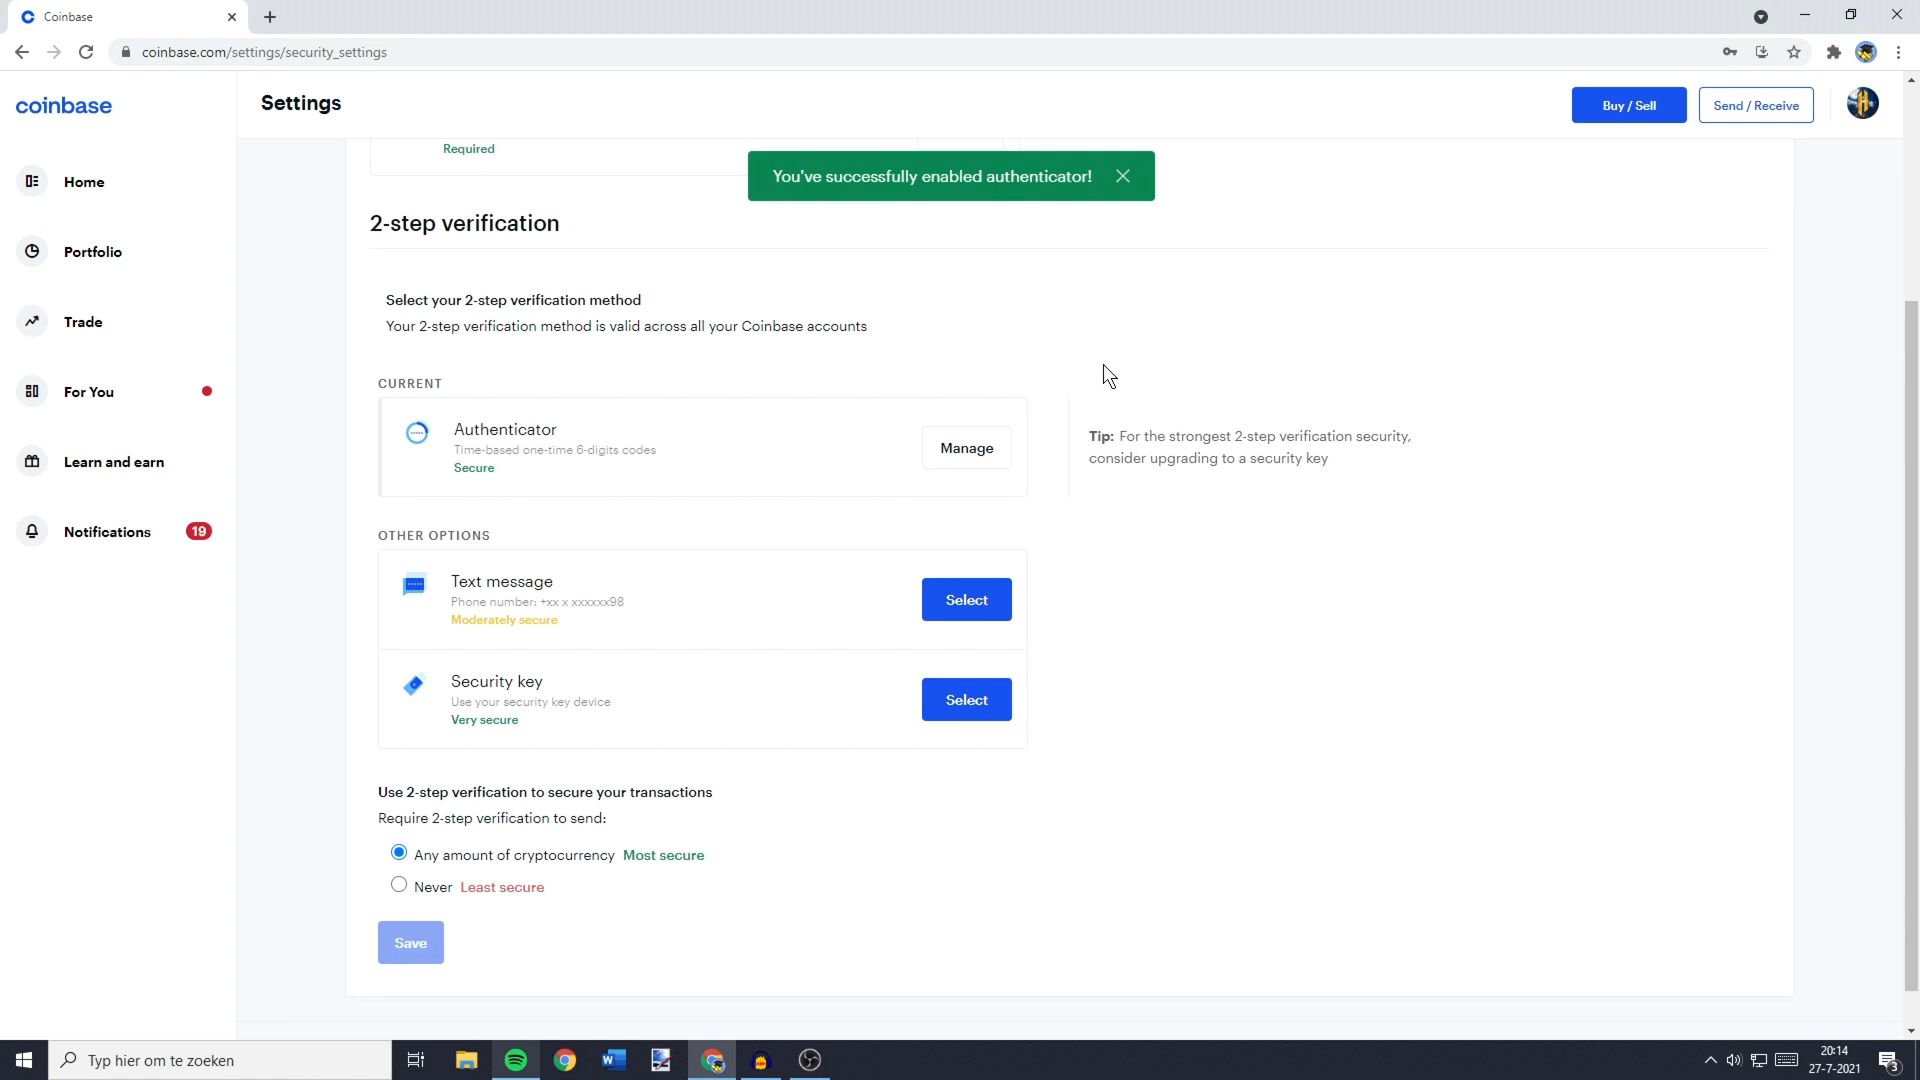 Coinbase
coinbase.com/settings/security_settings
coinbase
Settings
Buy / Sell
Send / Receive
Home
Portfolio
Trade
For You
Learn and earn
Notifications
19
Required
You've successfully enabled authenticator!
2-step verification
Select your 2-step verification method
Your 2-step verification method is valid across all your Coinbase accounts
CURRENT
Authenticator
Time-based one-time 6-digits codes
Secure
Manage
Tip: For the strongest 2-step verification security,
consider upgrading to a security key
OTHER OPTIONS
Text message
Phone number: +xx x xxxxxx98
Moderately secure
Select
Security key
Use your security key device
Very secure
Select
Use 2-step verification to secure your transactions
Require 2-step verification to send:
Any amount of cryptocurrency Most secure
Never Least secure
Save
Typ hier om te zoeken
20:14
27-7-2021
3